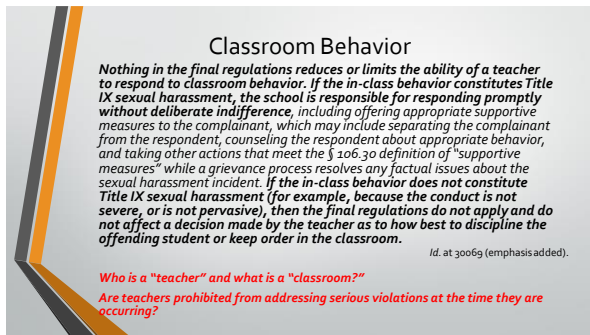 Classroom Behavior
Nothing in the final regulations reduces or limits the ability of a teacher
to respond to classroom behavior. If the in-class behavior constitutes Title
IX sexual harassment, the school is responsible for responding promptly
without deliberate indifference, including offering appropriate supportive
measures to the complainant, which may include separating the complainant
from the respondent, counseling the respondent about appropriate behavior,
and taking other actions that meet the § 106.30 definition of “supportive
measures” while a grievance process resolves any factual issues about the
sexual harassment incident. If the in-class behavior does not constitute
Title IX sexual harassment (for example, because the conduct is not
severe, or is not pervasive), then the final regulations do not apply and do
not affect a decision made by the teacher as to how best to discipline the
offending student or keep order in the classroom.
Id. at 30069 (emphasis added).
Who is a “teacher” and what is a “classroom?”
Are teachers prohibited from addressing serious violations at the time they are
occurring?